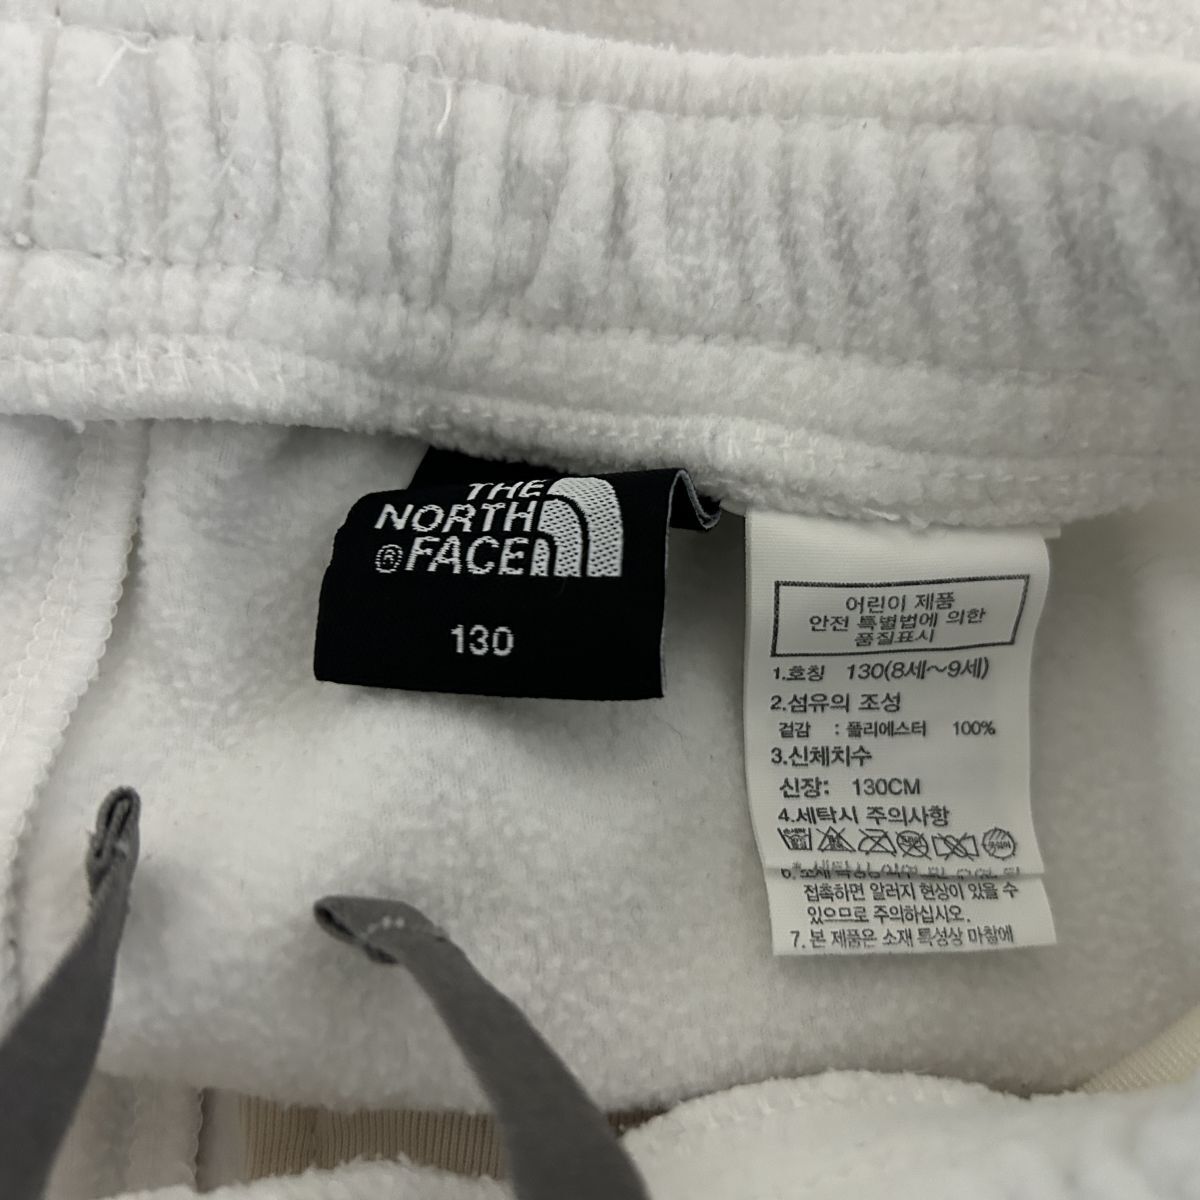 THE
NORTH
®FACE
130
어린이 제품
안전 특별법에 의한
품질표시
1.호칭 130(8세~9세)
2.섬유의 조성
겉감 : 폴리에스터 100%
3.신체치수
신장: 130CM
4.세탁시 주의사항
접촉하면 알러지 현상이 있을 수
있으므로 주의하십시오.
7. 본 제품은 소재 특성상 마찰에